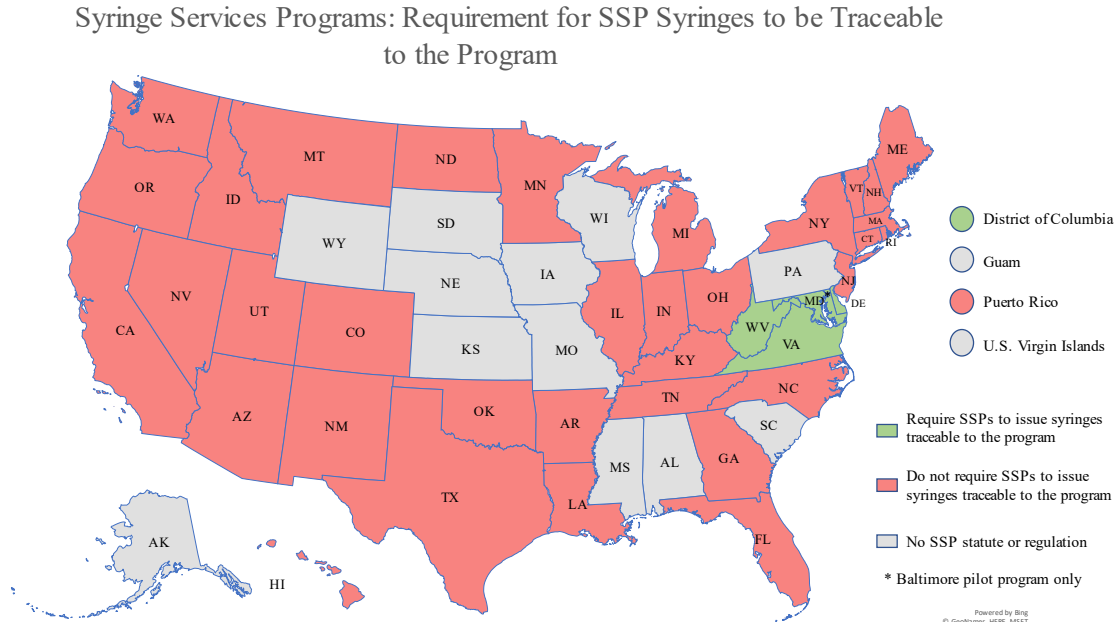 Syringe Services Programs: Requirement for SSP Syringes to be Traceable
to the Program
WA
MT
ND
MN
ME
OR
ID
SD
WI
VT
NH
NY
MA
CT
RI
WY
MI
IA
PA
NJ
NE
OH
NV
UT
IL
IN
MD
*
DE
CA
CO
WV
VA
KS
MO
KY
NC
TN
AZ
NM
OK
AR
SC
MS
AL
GA
TX
LA
FL
AK
HI
District of Columbia
Guam
Puerto Rico
U.S. Virgin Islands
Require SSPs to issue syringes
traceable to the program
Do not require SSPs to issue
syringes traceable to the program
No SSP statute or regulation
* Baltimore pilot program only
Powered by Bing
© GeoNames, HERE, MSFT